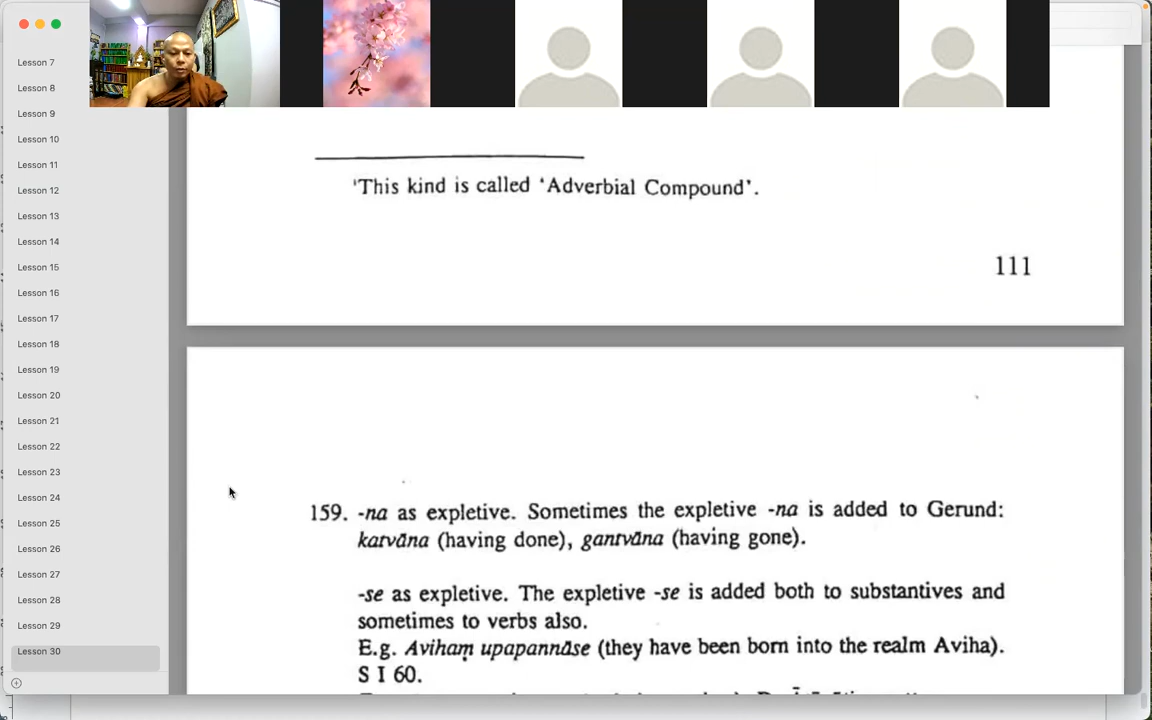 Lesson 7
Lesson 8
Lesson 9
Lesson 10
Lesson 11
Lesson 12
Lesson 13
Lesson 14
Lesson 15
Lesson 16
Lesson 17
Lesson 18
Lesson 19
Lesson 20
Lesson 21
Lesson 22
Lesson 23
Lesson 24
Lesson 25
Lesson 26
Lesson 27
Lesson 28
Lesson 29
Lesson 30
'This kind is called ‘Adverbial Compound’.
111
159. -na as expletive. Sometimes the expletive -na is added to Gerund:
katvāna (having done), gantvāna (having gone).
-se as expletive. The expletive -se is added both to substantives and
sometimes to verbs also.
E.g. Avihaṃ upapannāse (they have been born into the realm Aviha).
S I 60.